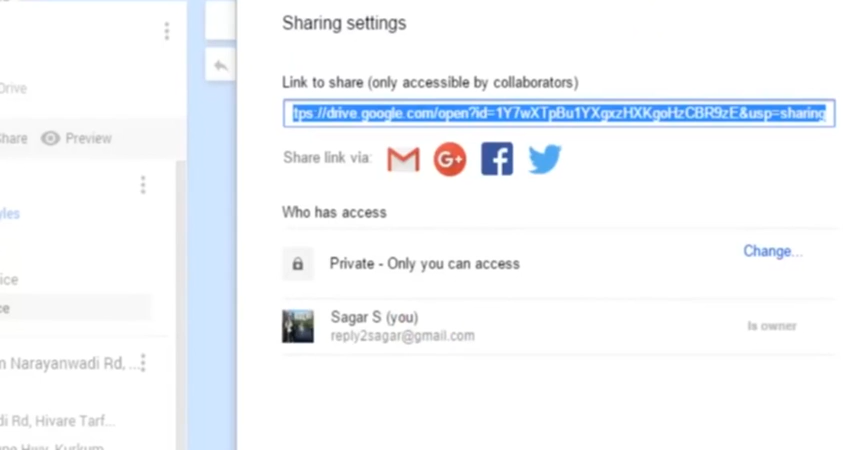 Sharing settings
Link to share (only accessible by collaborators)
tps://drive.google.com/open?id=1Y7wXTpBu1YXgxzHXKgoHzCBR9zE&usp=sharing
Share link via:
Who has access
Private - Only you can access
Change...
Sagar S (you)
reply2sagar@gmail.com
Is owner
Drive
hare
Preview
yles
ice
ce
n Narayanwadi Rd, ...
di Rd, Hivare Tarf...